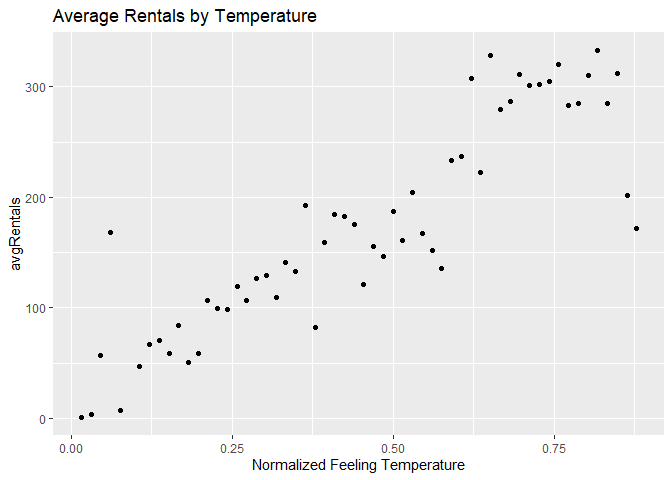 Average Rentals by Temperature
300
200
100
0
avgRentals
0.00 0.25 0.50 0.75
Normalized Feeling Temperature